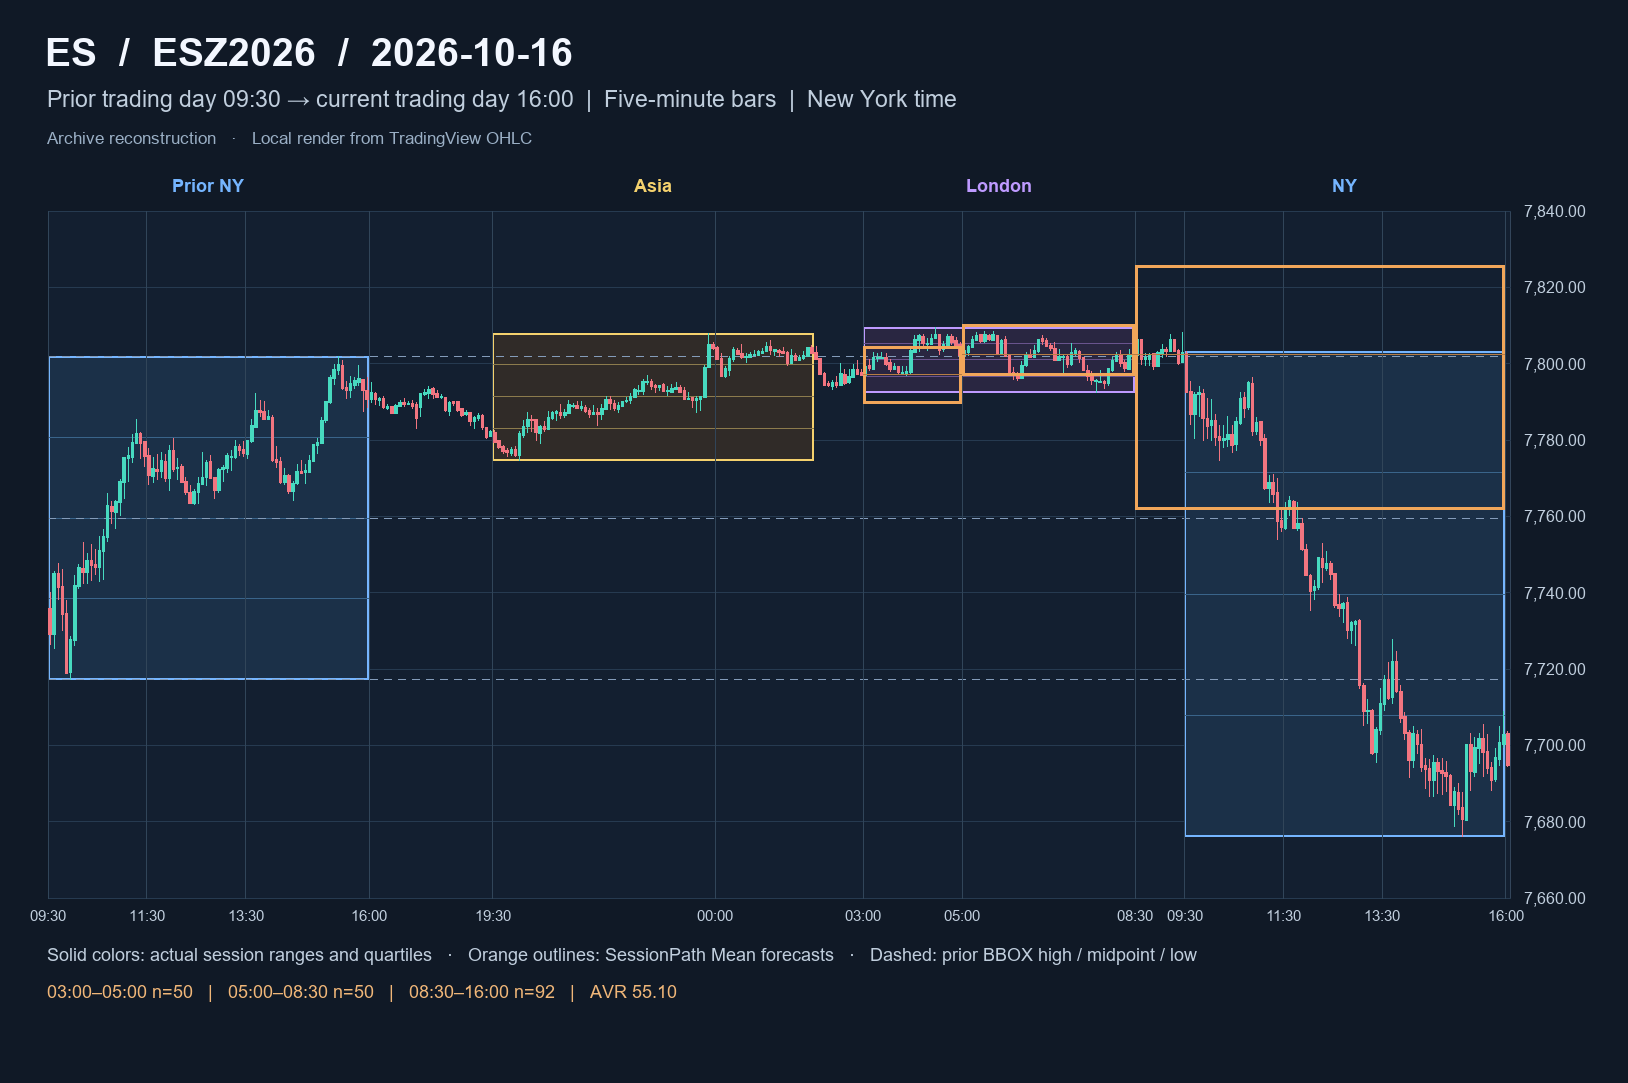 ES / ESZ2026 / 2026-10-16
Prior trading day 09:30 → current trading day 16:00 | Five-minute bars | New York time
Archive reconstruction · Local render from TradingView OHLC
Prior NY Asia London NY
7,840.00
7,820.00
7,800.00
7,780.00
7,760.00
7,740.00
7,720.00
7,700.00
7,680.00
7,660.00
09:30 11:30 13:30 16:00 19:30 00:00 03:00 05:00 08:30 09:30 11:30 13:30 16:00
Solid colors: actual session ranges and quartiles · Orange outlines: SessionPath Mean forecasts · Dashed: prior BBOX high / midpoint / low
03:00–05:00 n=50 | 05:00–08:30 n=50 | 08:30–16:00 n=92 | AVR 55.10